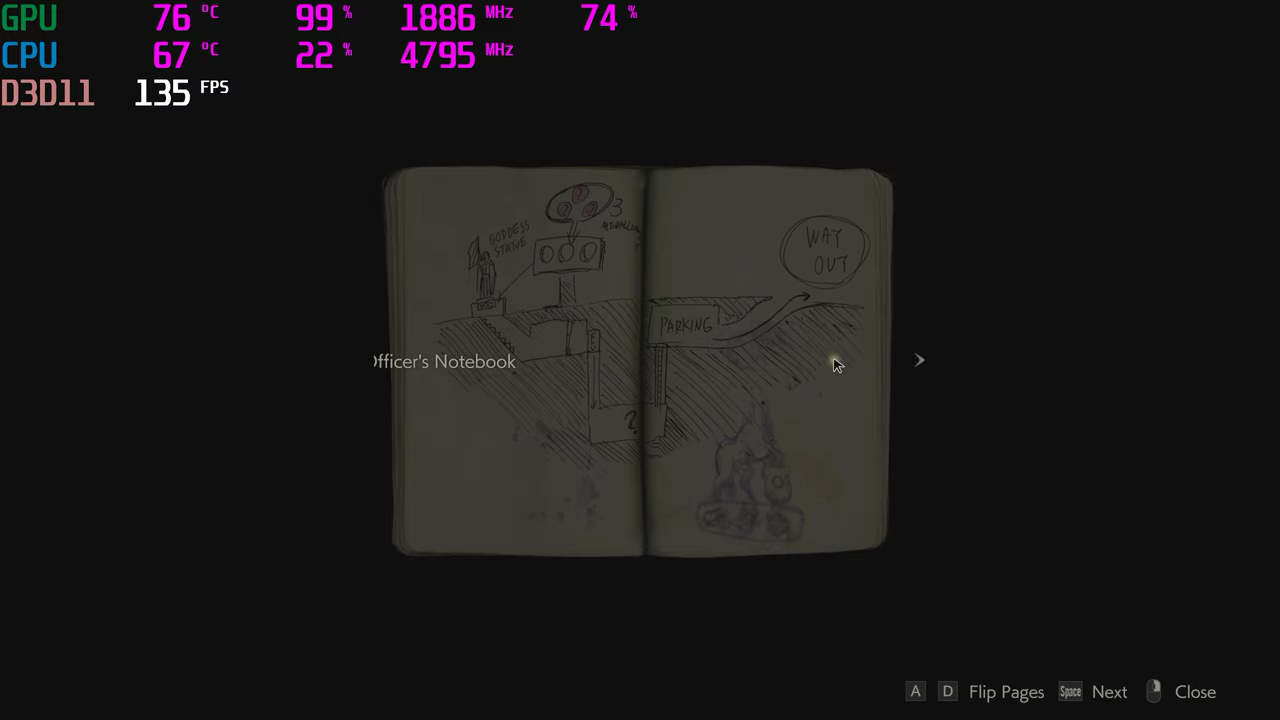 GPU 76 °C 99 % 1886 MHz 74 %
CPU 67 °C 22 % 4795 MHz
D3D11 135 FPS
3
GODDESS
STATUE
WAY
OUT
PARKING
fficer's Notebook
?
A D Flip Pages Space Next Close